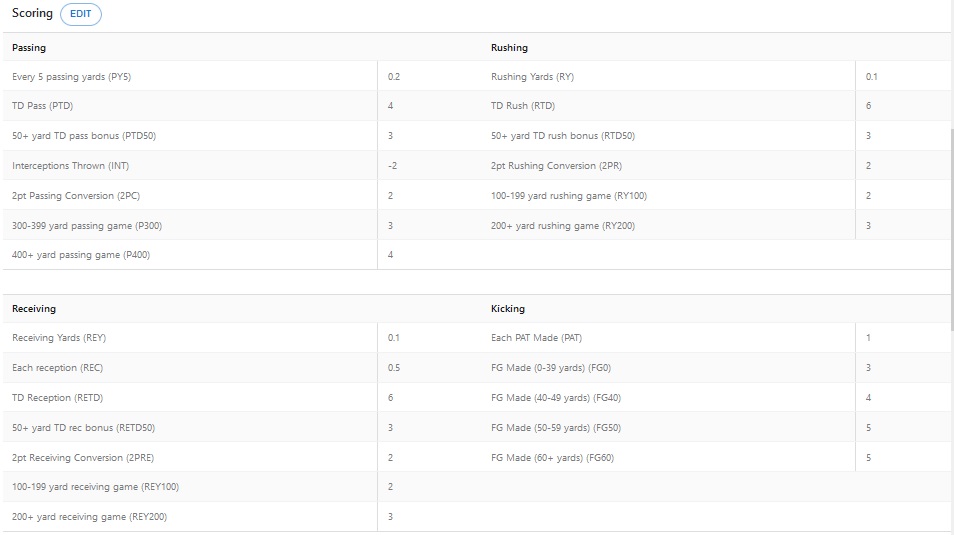 Scoring EDIT
Passing Rushing
Every 5 passing yards (PY5) 0.2 Rushing Yards (RY) 0.1
TD Pass (PTD) 4 TD Rush (RTD) 6
50+ yard TD pass bonus (PTD50) 3 50+ yard TD rush bonus (RTD50) 3
Interceptions Thrown (INT) -2 2pt Rushing Conversion (2PR) 2
2pt Passing Conversion (2PC) 2 100-199 yard rushing game (RY100) 2
300-399 yard passing game (P300) 3 200+ yard rushing game (RY200) 3
400+ yard passing game (P400) 4
Receiving Kicking
Receiving Yards (REY) 0.1 Each PAT Made (PAT) 1
Each reception (REC) 0.5 FG Made (0-39 yards) (FG0) 3
TD Reception (RETD) 6 FG Made (40-49 yards) (FG40) 4
50+ yard TD rec bonus (RETD50) 3 FG Made (50-59 yards) (FG50) 5
2pt Receiving Conversion (2PRE) 2 FG Made (60+ yards) (FG60) 5
100-199 yard receiving game (REY100) 2
200+ yard receiving game (REY200) 3